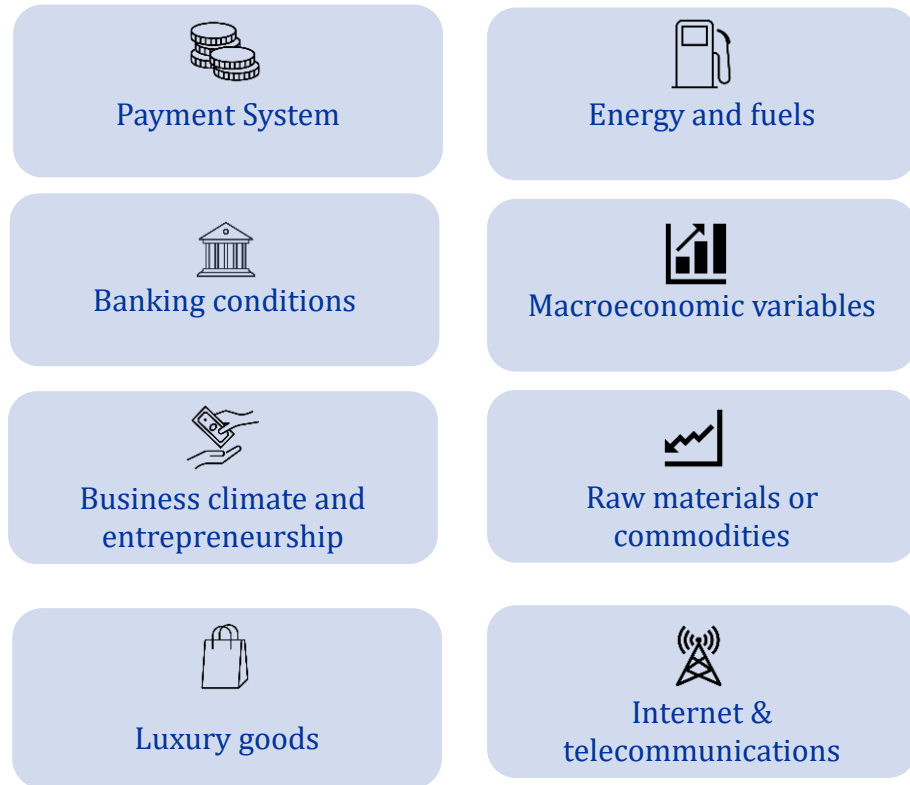 Payment System
Energy and fuels
Banking conditions
Macroeconomic variables
Business climate and
entrepreneurship
Raw materials or
commodities
Luxury goods
Internet &
telecommunications